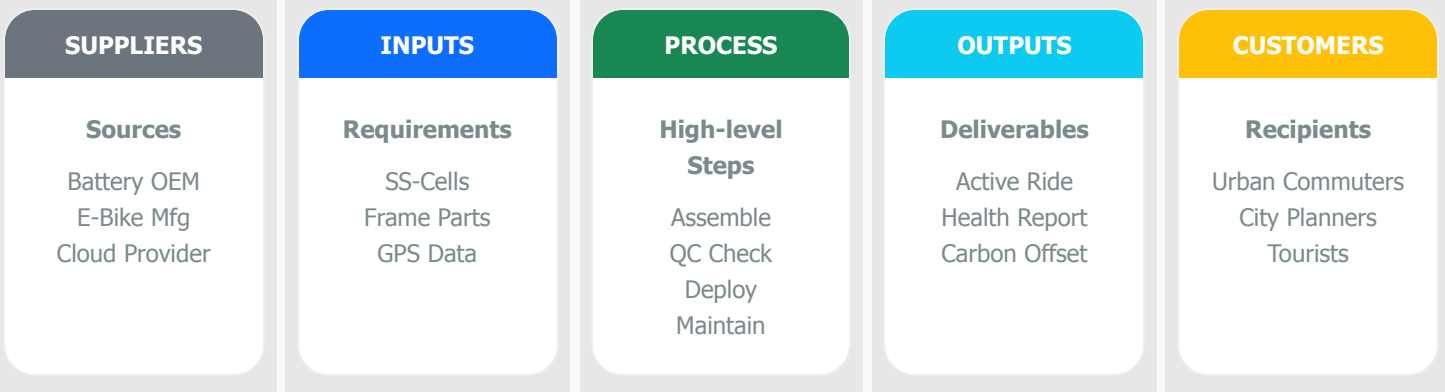 SUPPLIERS
Sources
Battery OEM
E-Bike Mfg
Cloud Provider
INPUTS
Requirements
SS-Cells
Frame Parts
GPS Data
PROCESS
High-level
Steps
Assemble
QC Check
Deploy
Maintain
OUTPUTS
Deliverables
Active Ride
Health Report
Carbon Offset
CUSTOMERS
Recipients
Urban Commuters
City Planners
Tourists